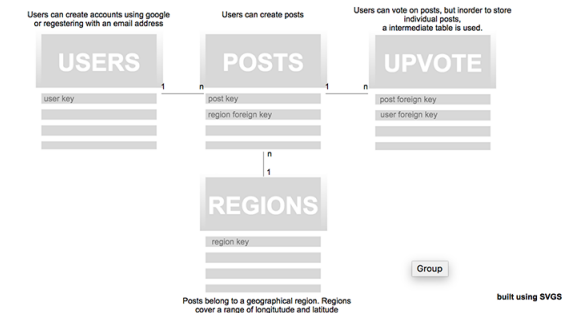 Users can create accounts using google
or regestering with an email address
Users can create posts
Users can vote on posts, but inorder to store
individual posts,
a intermediate table is used.
USERS
POSTS
UPVOTE
1
n
1
n
user key
post key
region foreign key
post foreign key
user foreign key
n
1
REGIONS
region key
Group
built using SVGS
Posts belong to a geographical region. Regions
cover a range of longitutude and latitude